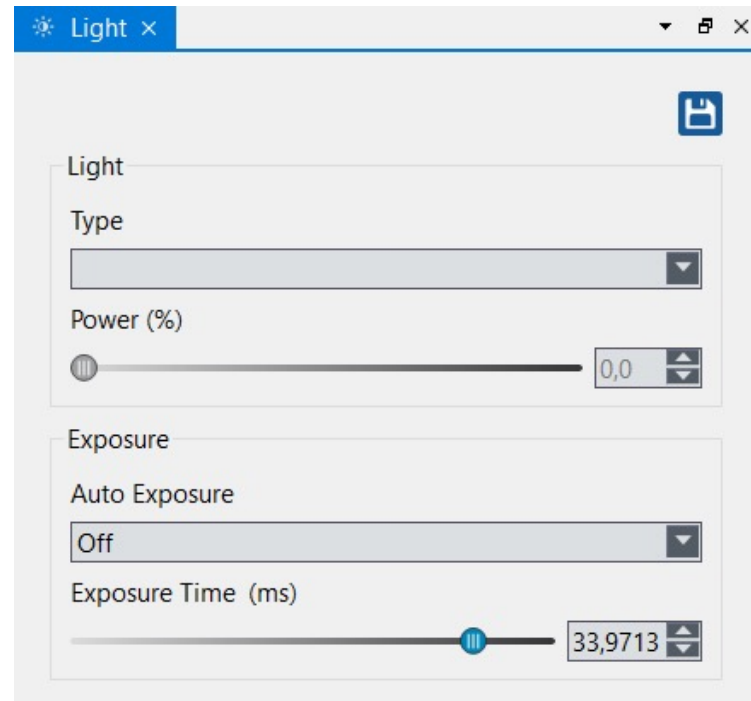 Light
Light
Type
Power (%)
0,0
Exposure
Auto Exposure
Off
Exposure Time (ms)
33,9713